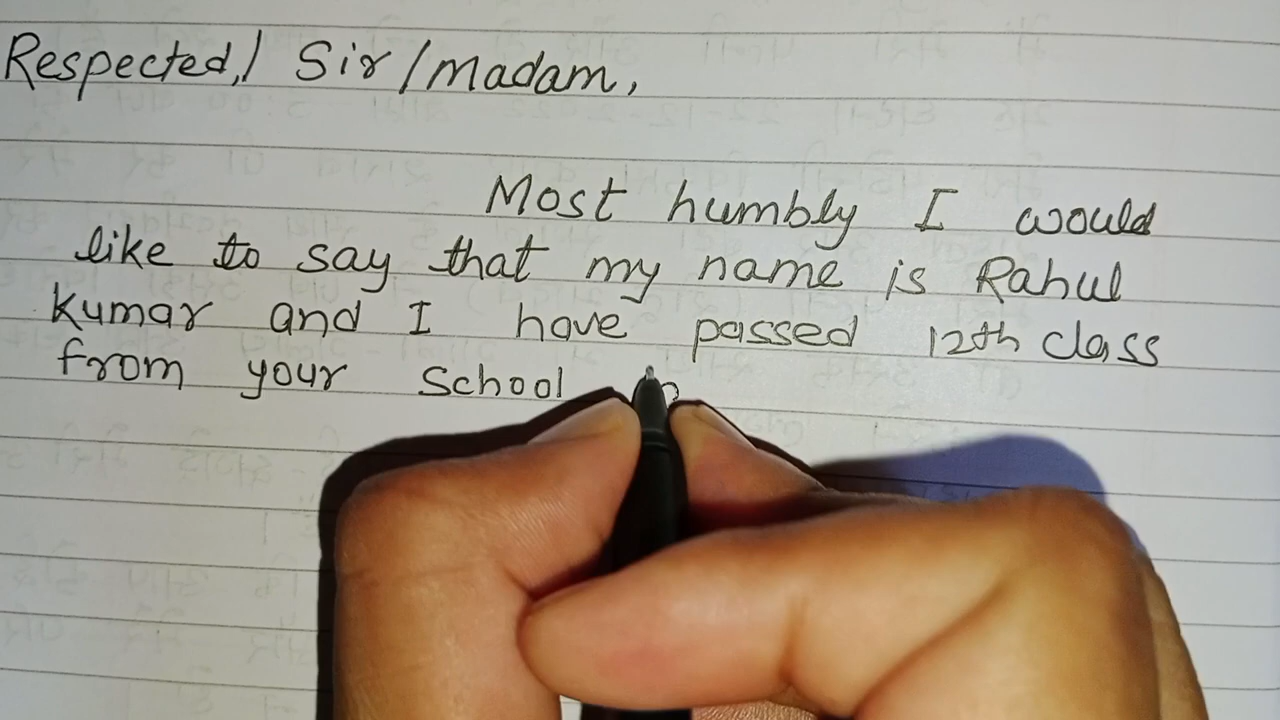 Respected,/ Sir/madam,
Most humbly I would
like to say that my name is Rahul
Kumar and I have passed 12th class
from your School